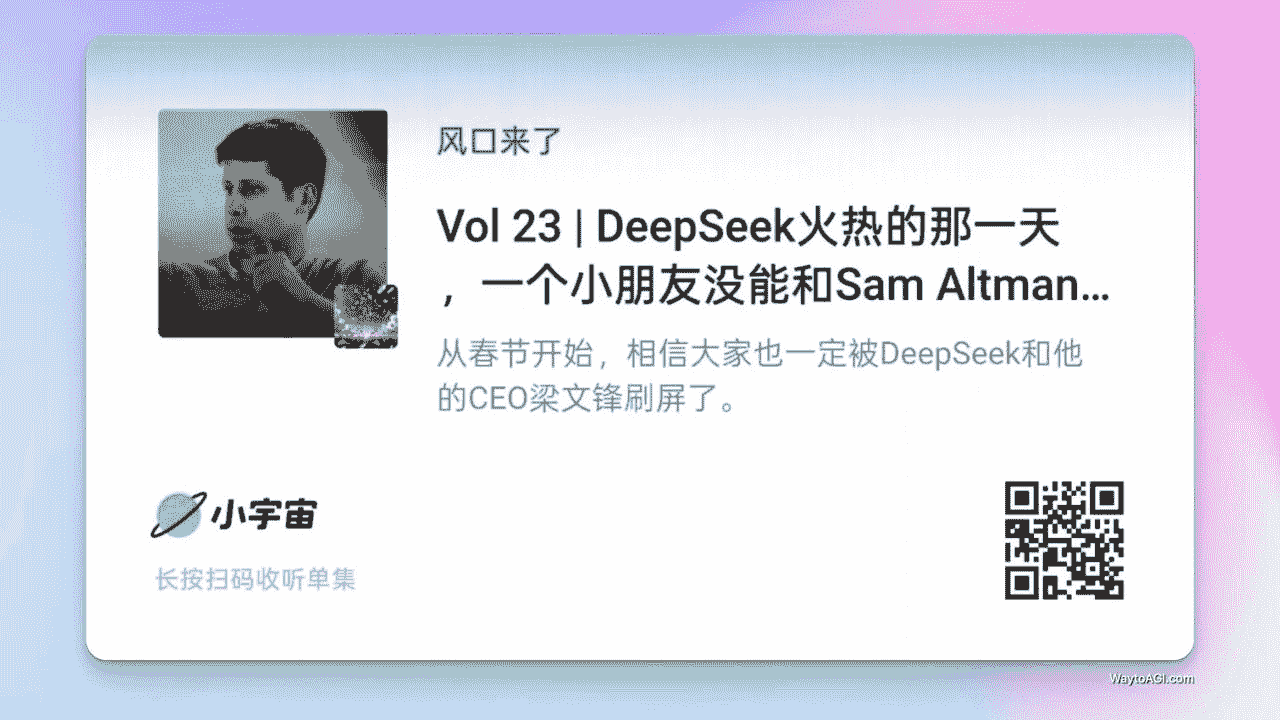 风口来了
Vol 23 | DeepSeek火热的那一天
，一个小朋友没能和Sam Altman...
从春节开始，相信大家也一定被DeepSeek和他
的CEO梁文锋刷屏了。
小宇宙
长按扫码收听单集
WaytoAGI.com